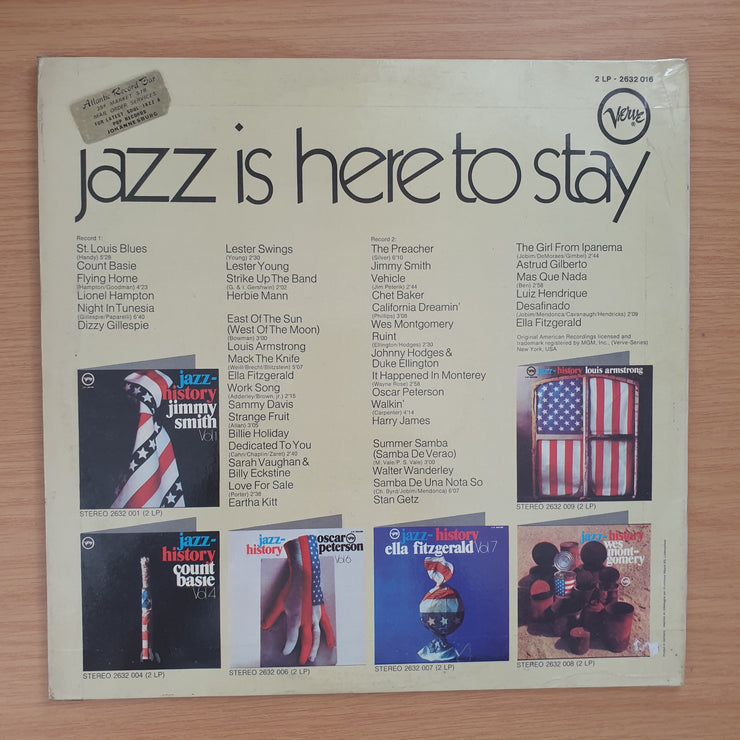 Atlantic Record Bar
MARKET STR
MAIL ORDER SERVICES
FOR LATEST SOUL JAZZ &
POP RECORDS
JOHANNESBURG
2 LP - 2632 016
Verve
jazz is here to stay
Record 1:
St. Louis Blues
(Handy) 5'28
Count Basie
Flying Home
(Hampton/Goodman) 4'23
Lionel Hampton
Night In Tunesia
(Gillespie/Paparelli) 6'40
Dizzy Gillespie
Lester Swings
(Young) 2'30
Lester Young
Strike Up The Band
(G. & I. Gershwin) 2'02
Herbie Mann
East Of The Sun
(West Of The Moon)
(Bowman) 3'00
Louis Armstrong
Mack The Knife
(Weill/Brecht/Blitzstein) 5'07
Ella Fitzgerald
Work Song
(Adderley/Brown, jr.) 2'15
Sammy Davis
Strange Fruit
(Allan) 3'05
Billie Holiday
Dedicated To You
(Cahn/Chaplin/Zaret) 2'40
Sarah Vaughan &
Billy Eckstine
Love For Sale
(Porter) 2'36
Eartha Kitt
Record 2:
The Preacher
(Silver) 6'10
Jimmy Smith
Vehicle
(Jim Peterik) 2'44
Chet Baker
California Dreamin'
(Phillips) 3'08
Wes Montgomery
Ruint
(Ellington/Hodges) 2'30
Johnny Hodges &
Duke Ellington
It Happened In Monterey
(Wayne Rose) 2'58
Oscar Peterson
Walkin'
(Carpenter) 4'14
Harry James
Summer Samba
(Samba De Verao)
(M. Vale/P. S. Vale) 3'00
Walter Wanderley
Samba De Una Nota So
(Ch. Byrd/Jobim/Mendonca) 6'07
Stan Getz
The Girl From Ipanema
(Jobim/DeMoraes/Gimbel) 2'44
Astrud Gilberto
Mas Que Nada
(Ben) 2'58
Luiz Hendrique
Desafinado
(Jobim/Mendonca/Cavanaugh/Hendricks) 2'09
Ella Fitzgerald
Original American Recordings licensed and
trademark registered by MGM, Inc., (Verve-Series)
New York, USA
jazz-
history
jimmy
smith
Vol 1
STEREO 2632 001 (2 LP)
jazz-history louis armstrong
STEREO 2632 009 (2 LP)
jazz-
history
count
basie
Vol 4
STEREO 2632 004 (2 LP)
jazz-
history
oscar
peterson
Vol 6
STEREO 2632 006 (2 LP)
jazz-history
ella fitzgerald Vol 7
STEREO 2632 007 (2 LP)
jazz-history
wes
mont-
gomery
STEREO 2632 008 (2 LP)